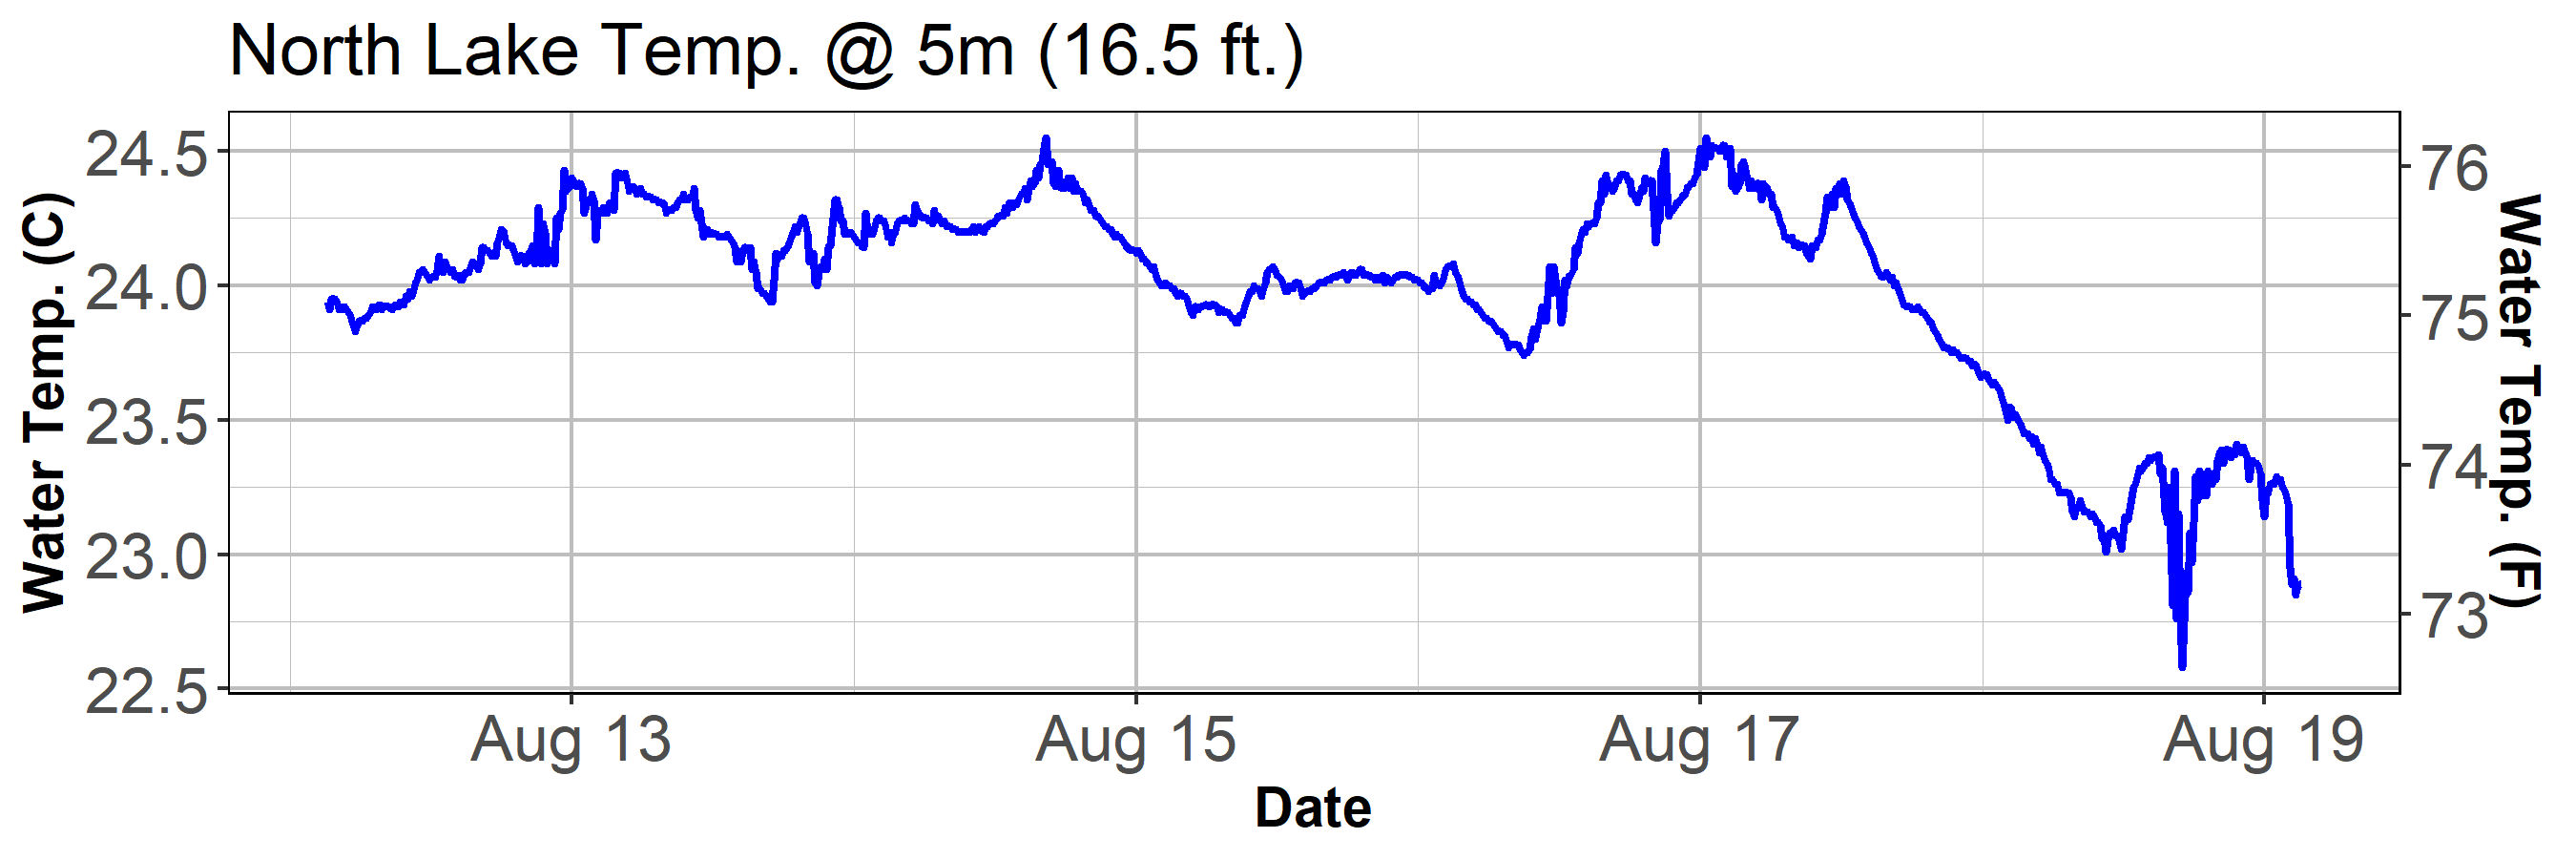 North Lake Temp. @ 5m (16.5 ft.)
Water Temp. (C)
24.5
24.0
23.5
23.0
22.5
76
75
74
73
Water Temp. (F)
Aug 13 Aug 15 Aug 17 Aug 19
Date